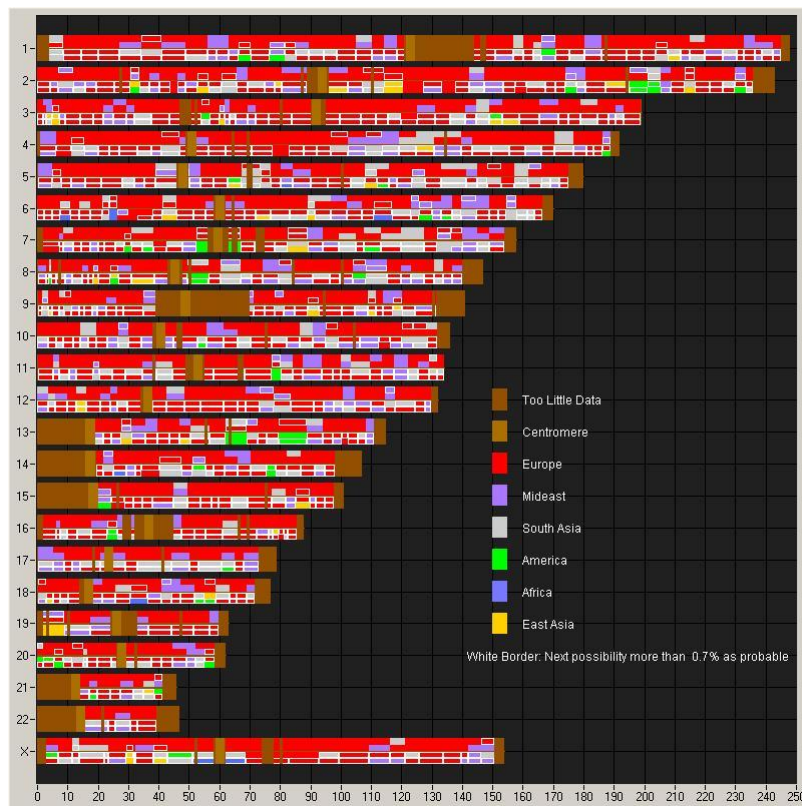 1
2
3
4
5
6
7
8
9
10
11
12
13
14
15
16
17
18
19
20
21
22
X
Too Little Data
Centromere
Europe
Mideast
South Asia
America
Africa
East Asia
White Border: Next possibility more than 0.7% as probable
0 10 20 30 40 50 60 70 80 90 100 110 120 130 140 150 160 170 180 190 200 210 220 230 240 250